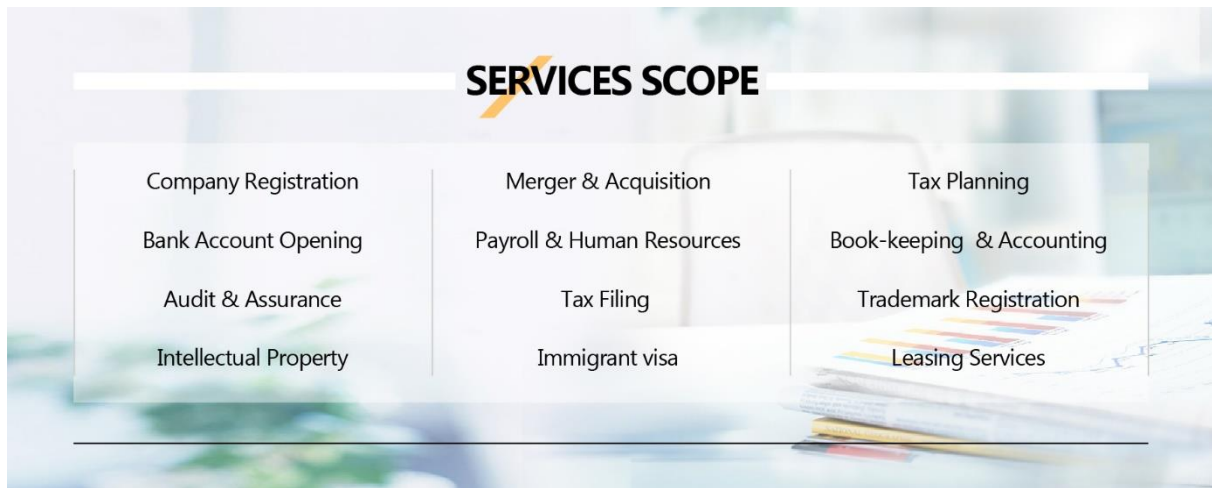 SERVICES SCOPE
Company Registration
Merger & Acquisition
Tax Planning
Bank Account Opening
Payroll & Human Resources
Book-keeping & Accounting
Audit & Assurance
Tax Filing
Trademark Registration
Intellectual Property
Immigrant visa
Leasing Services